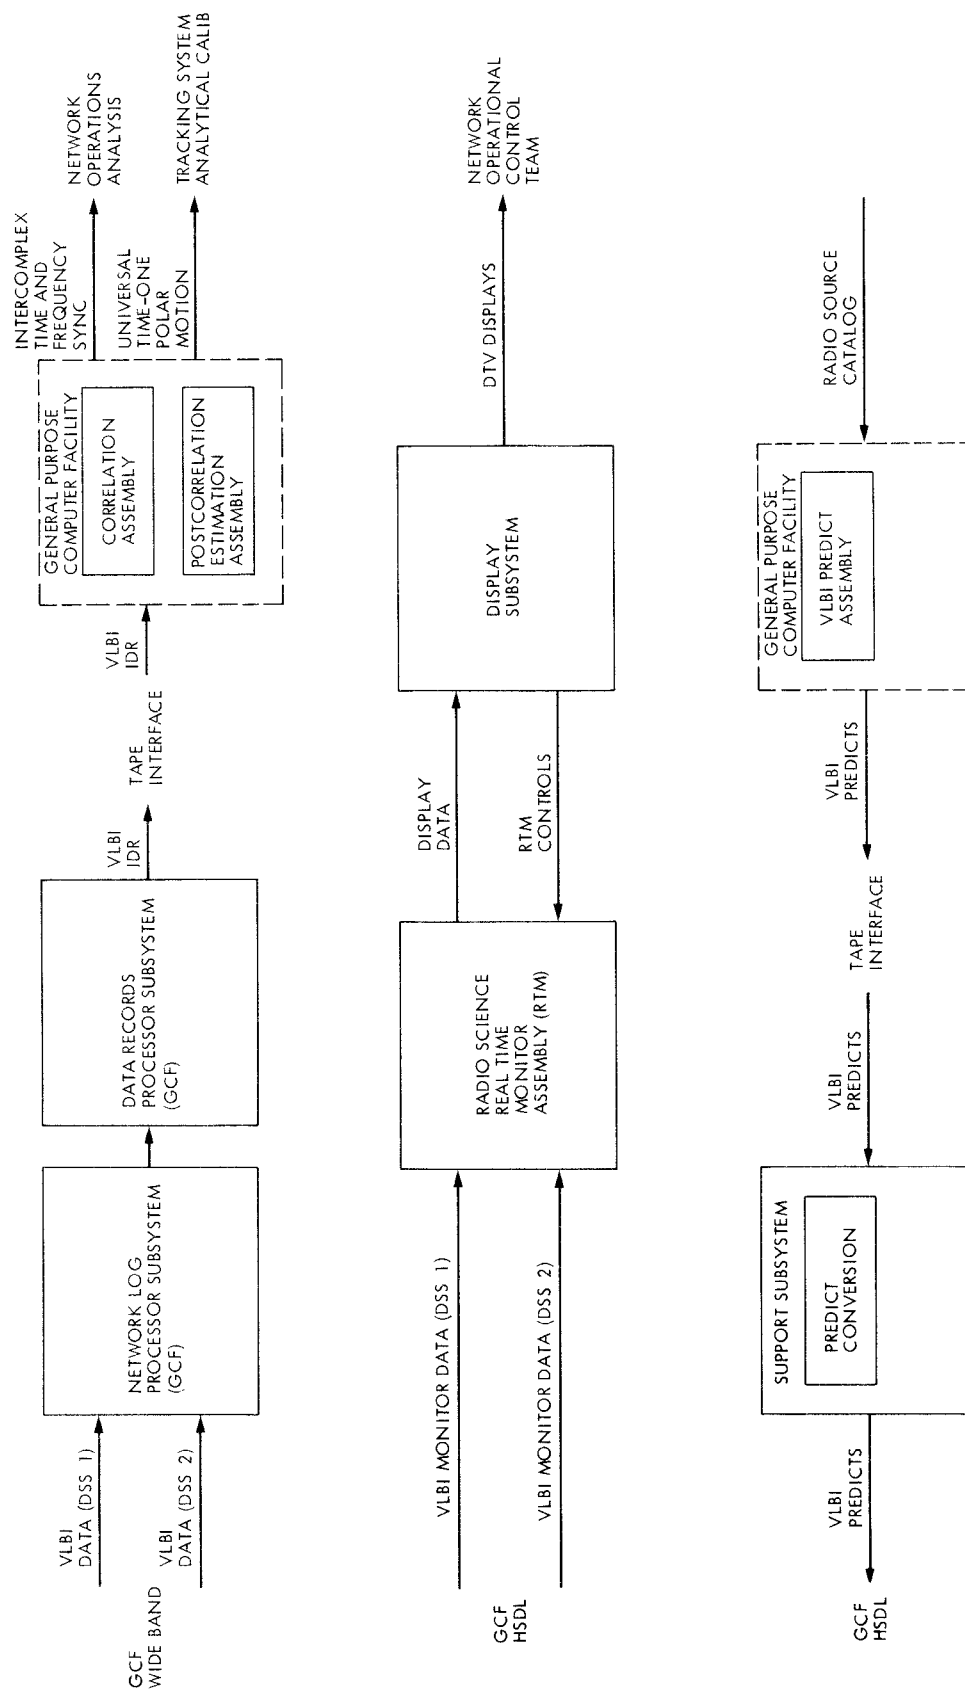 GCF
WIDE BAND
VLBI
DATA (DSS 1)
VLBI
DATA (DSS 2)
NETWORK LOG
PROCESSOR SUBSYSTEM
(GCF)
DATA RECORDS
PROCESSOR SUBSYSTEM
(GCF)
VLBI
IDR
TAPE
INTERFACE
VLBI
IDR
GENERAL PURPOSE
COMPUTER FACILITY
CORRELATION
ASSEMBLY
POSTCORRELATION
ESTIMATION
ASSEMBLY
INTERCOMPLEX
TIME AND
FREQUENCY
SYNC
UNIVERSAL
TIME-ONE
POLAR
MOTION
NETWORK
OPERATIONS
ANALYSIS
TRACKING SYSTEM
ANALYTICAL CALIB
GCF
HSDL
VLBI MONITOR DATA (DSS 1)
VLBI MONITOR DATA (DSS 2)
RADIO SCIENCE
REAL TIME
MONITOR
ASSEMBLY (RTM)
DISPLAY
DATA
RTM
CONTROLS
DISPLAY
SUBSYSTEM
DTV DISPLAYS
NETWORK
OPERATIONAL
CONTROL
TEAM
GCF
HSDL
VLBI
PREDICTS
SUPPORT SUBSYSTEM
PREDICT
CONVERSION
VLBI
PREDICTS
TAPE
INTERFACE
VLBI
PREDICTS
GENERAL PURPOSE
COMPUTER FACILITY
VLBI PREDICT
ASSEMBLY
RADIO SOURCE
CATALOG